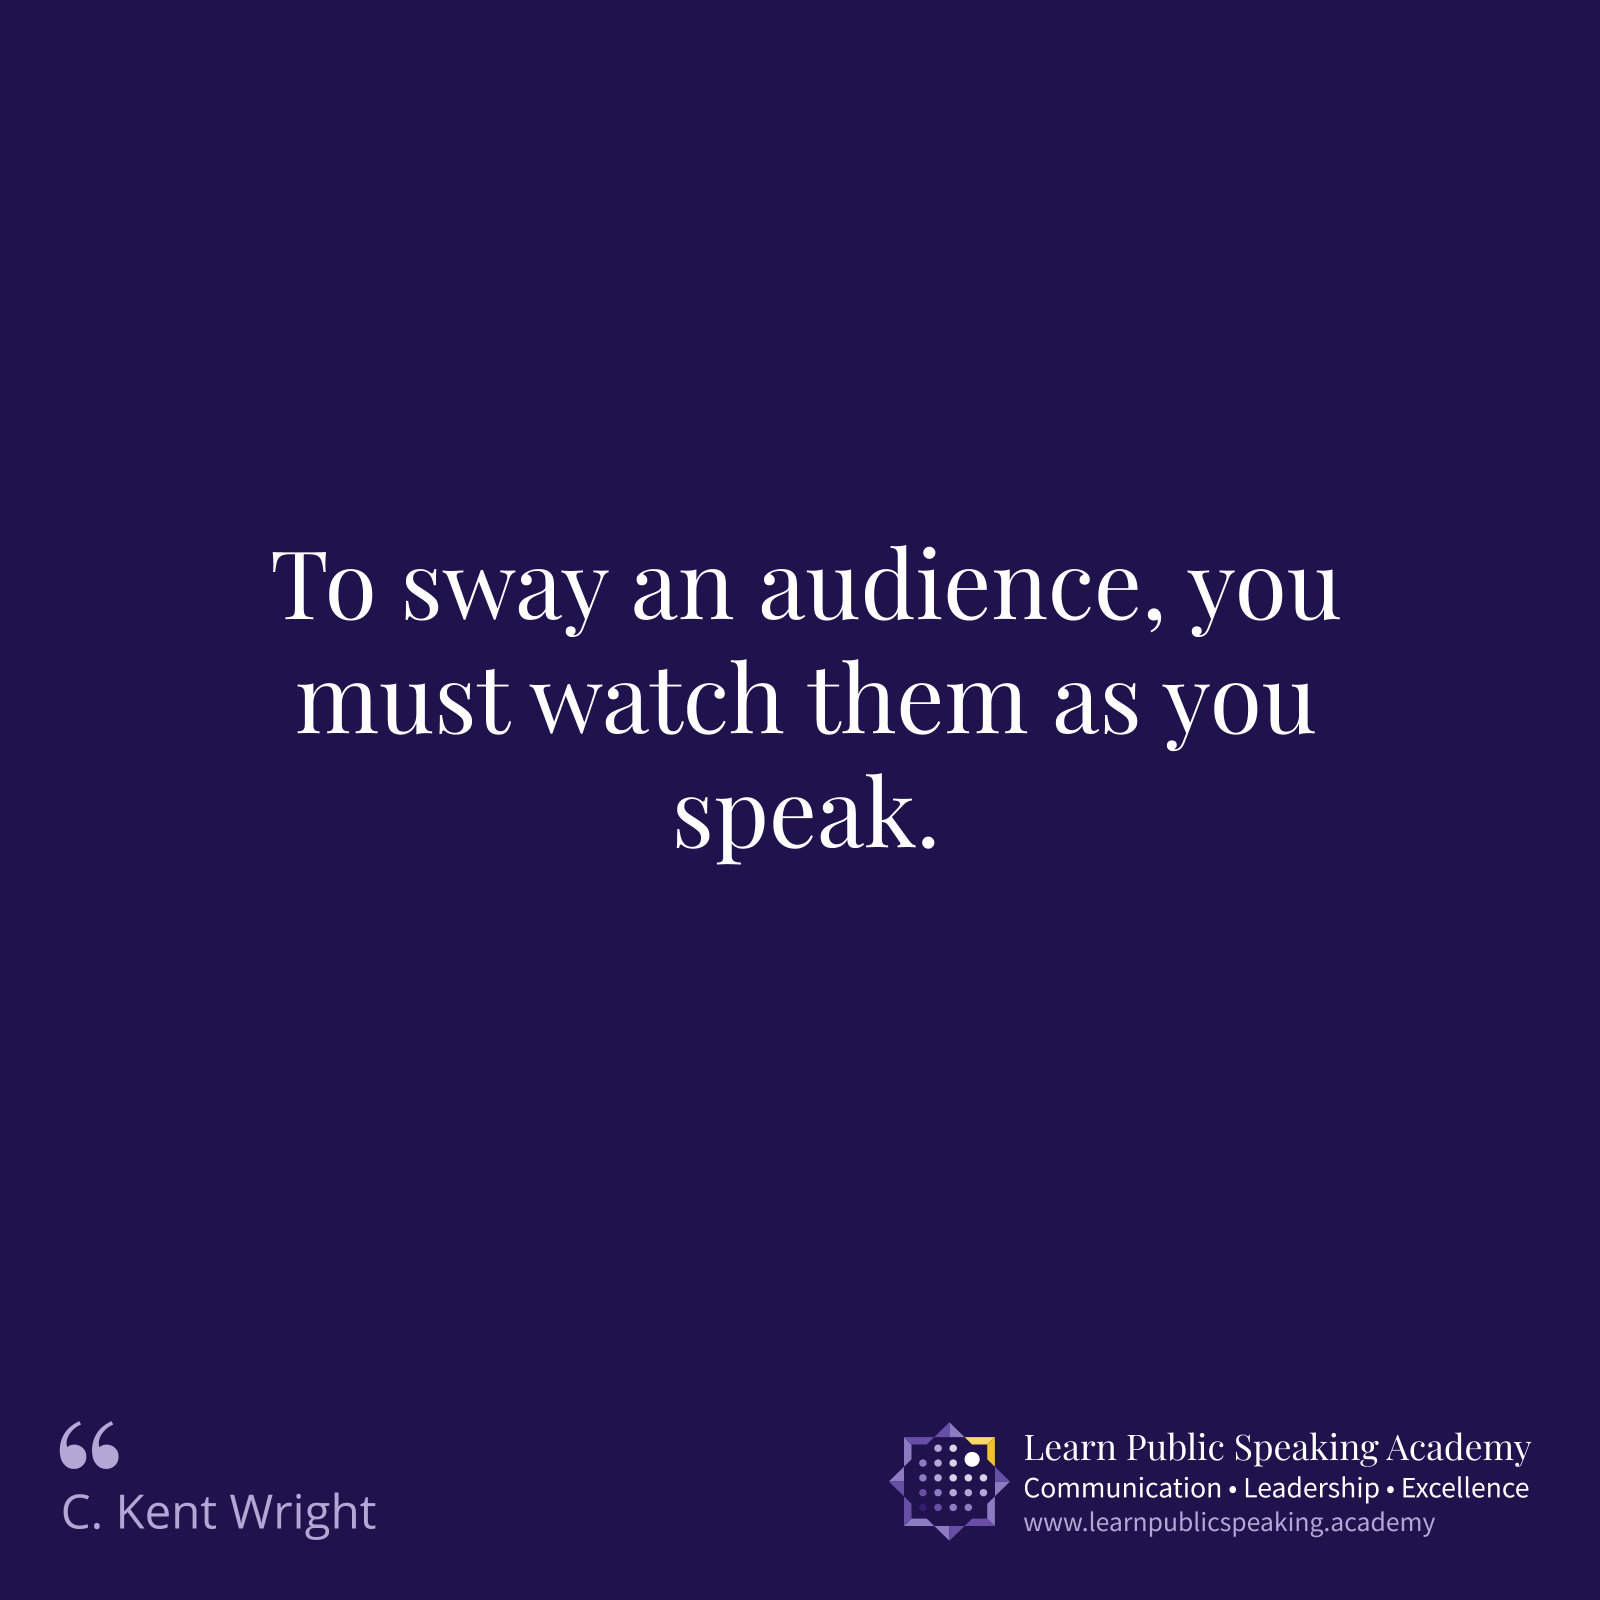 To sway an audience, you
must watch them as you
speak.
“
C. Kent Wright
Learn Public Speaking Academy
Communication • Leadership • Excellence
www.learnpublicspeaking.academy